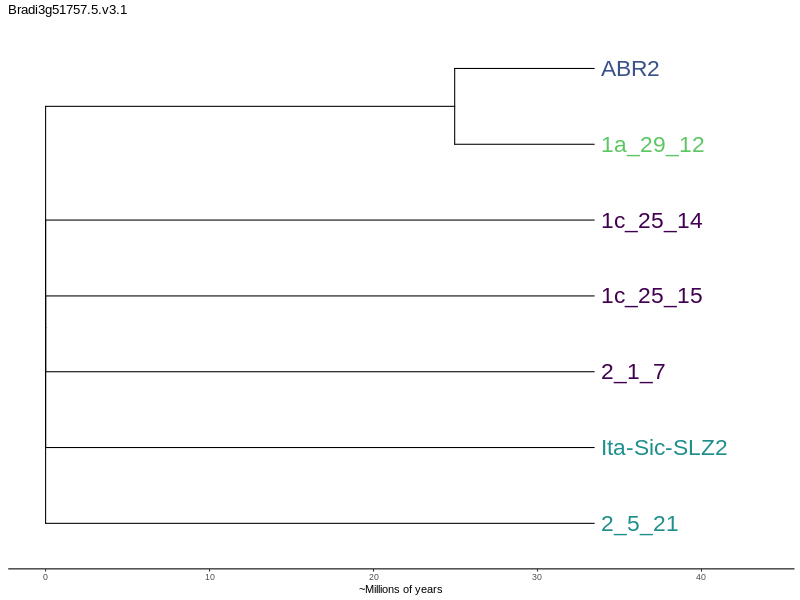 Bradi3g51757.5.v3.1
ABR2
1a_29_12
1c_25_14
1c_25_15
2_1_7
Ita-Sic-SLZ2
2_5_21
0 10 20 30 40
~Millions of years